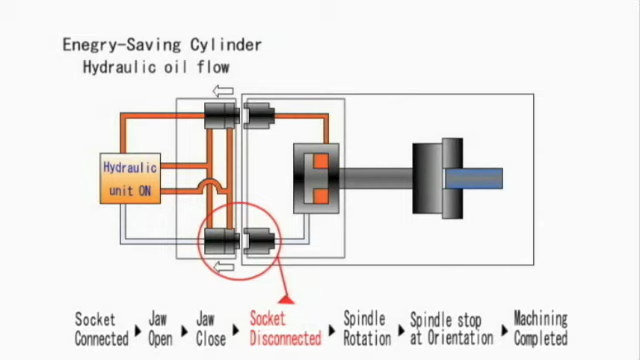 Enegry-Saving Cylinder
Hydraulic oil flow
Hydraulic
unit ON
Socket
Connected
Jaw
Open
Jaw
Close
Socket
Disconnected
Spindle
Rotation
Spindle stop
at Orientation
Machining
Completed